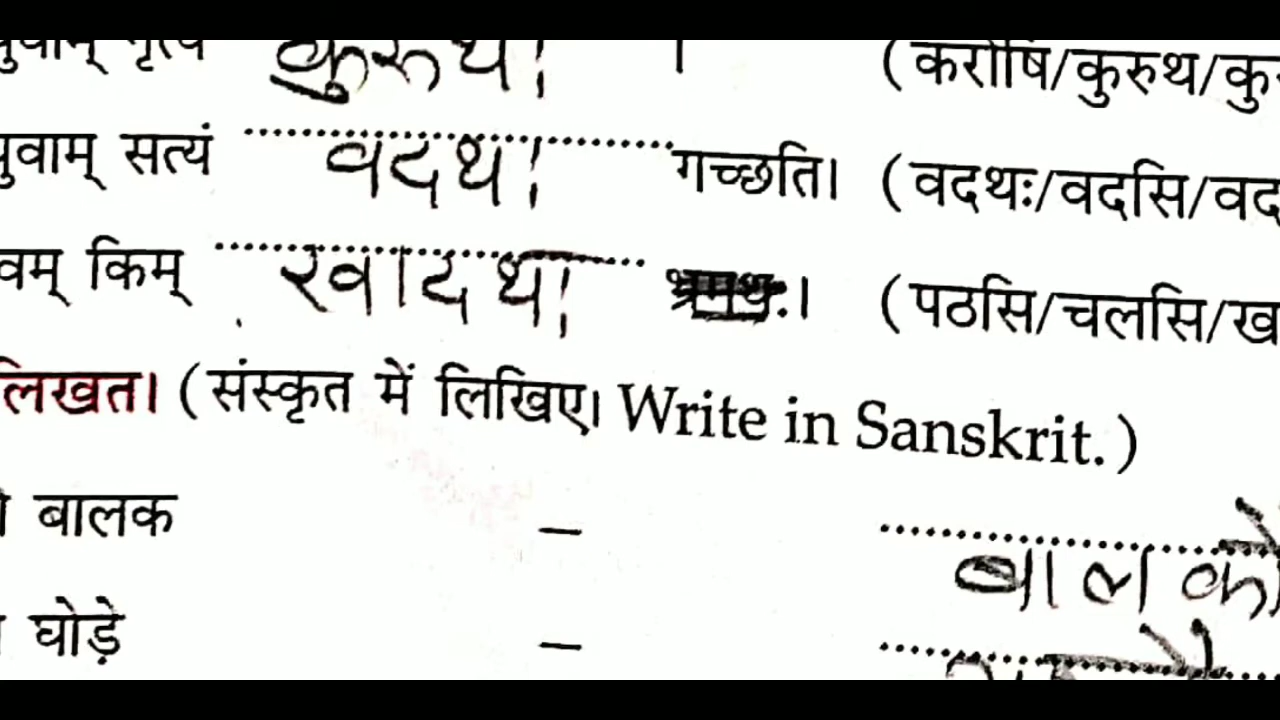 नृत्य कुरुथ। । (करोषि/कुरुथ/
युवाम् सत्यं वदथ। गच्छति। (वदथः/वदसि/वद
वम् किम् खादथ। । (पठसि/चलसि/ख
लिखत। (संस्कृत में लिखिए। Write in Sanskrit.)
बालक – बालकौ
घोड़े –